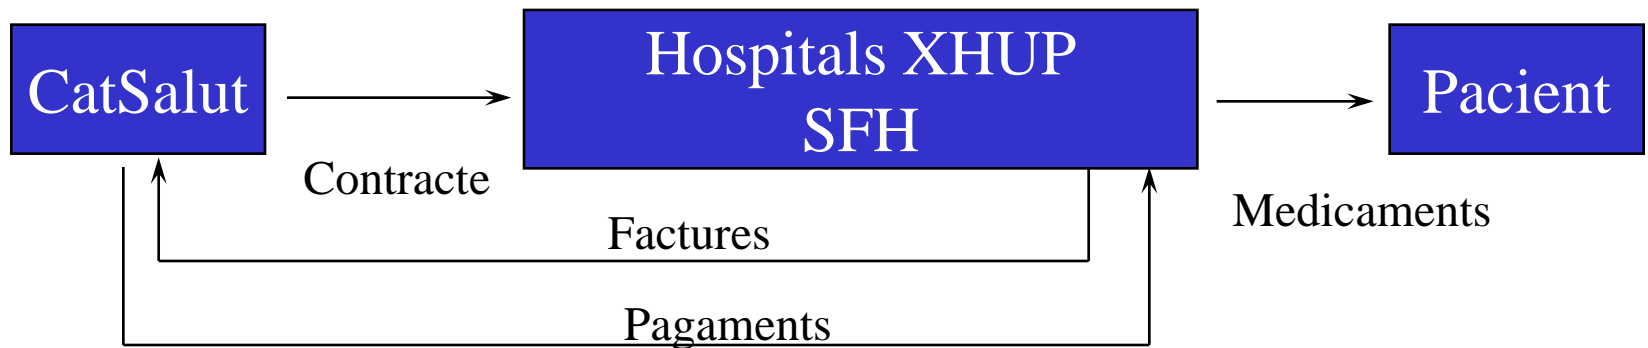 CatSalut
Hospitals XHUP
SFH
Pacient
Contracte
Medicaments
Factures
Pagaments